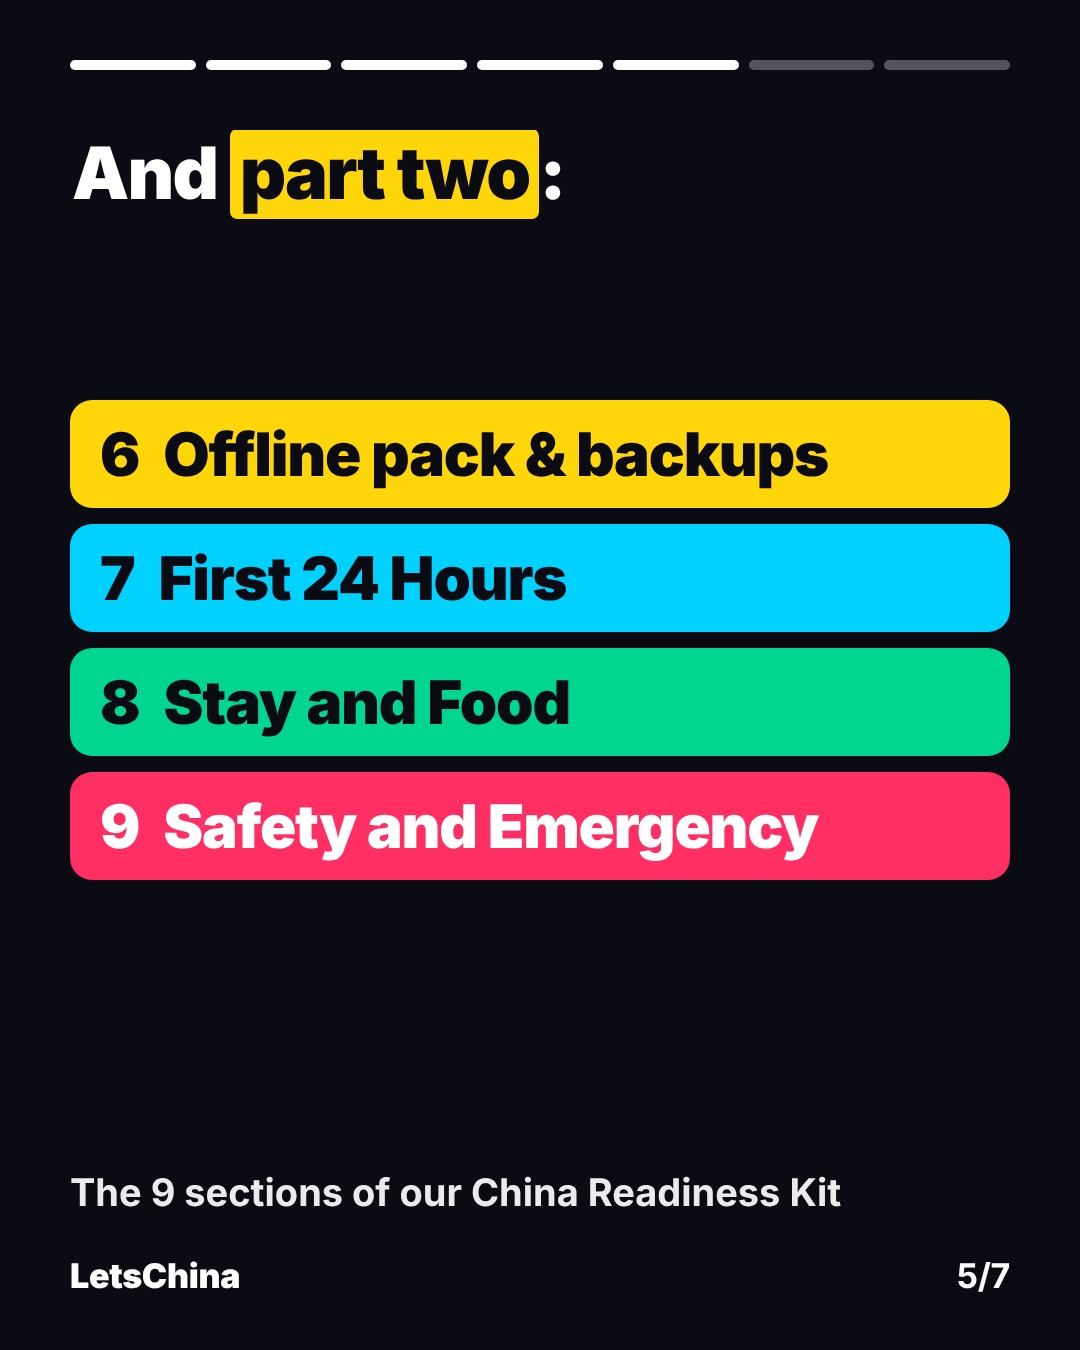 And part two:
6 Offline pack & backups
7 First 24 Hours
8 Stay and Food
9 Safety and Emergency
The 9 sections of our China Readiness Kit
LetsChina
5/7